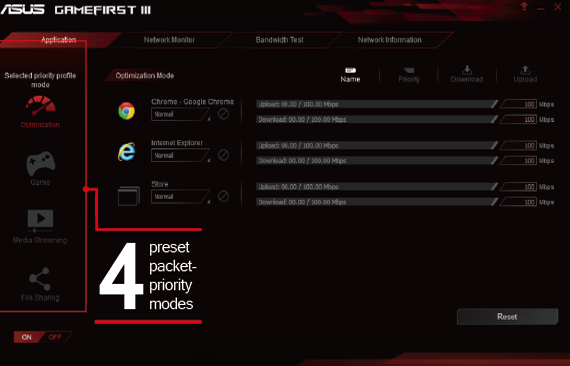 ASUS GAMEFIRST III
Application
Network Monitor
Bandwidth Test
Network Information
Selected priority profile
mode
Optimization
Game
Media Streaming
File Sharing
ON OFF
Optimization Mode
Name
Priority
Download
Upload
Chrome - Google Chrome
Normal
Upload: 00.00 / 100.00 Mbps
100 Mbps
Download: 00.00 / 100.00 Mbps
100 Mbps
Internet Explorer
Normal
Upload: 00.00 / 100.00 Mbps
100 Mbps
Download: 00.00 / 100.00 Mbps
100 Mbps
Store
Normal
Upload: 00.00 / 100.00 Mbps
100 Mbps
Download: 00.00 / 100.00 Mbps
100 Mbps
4
preset
packet-
priority
modes
Reset